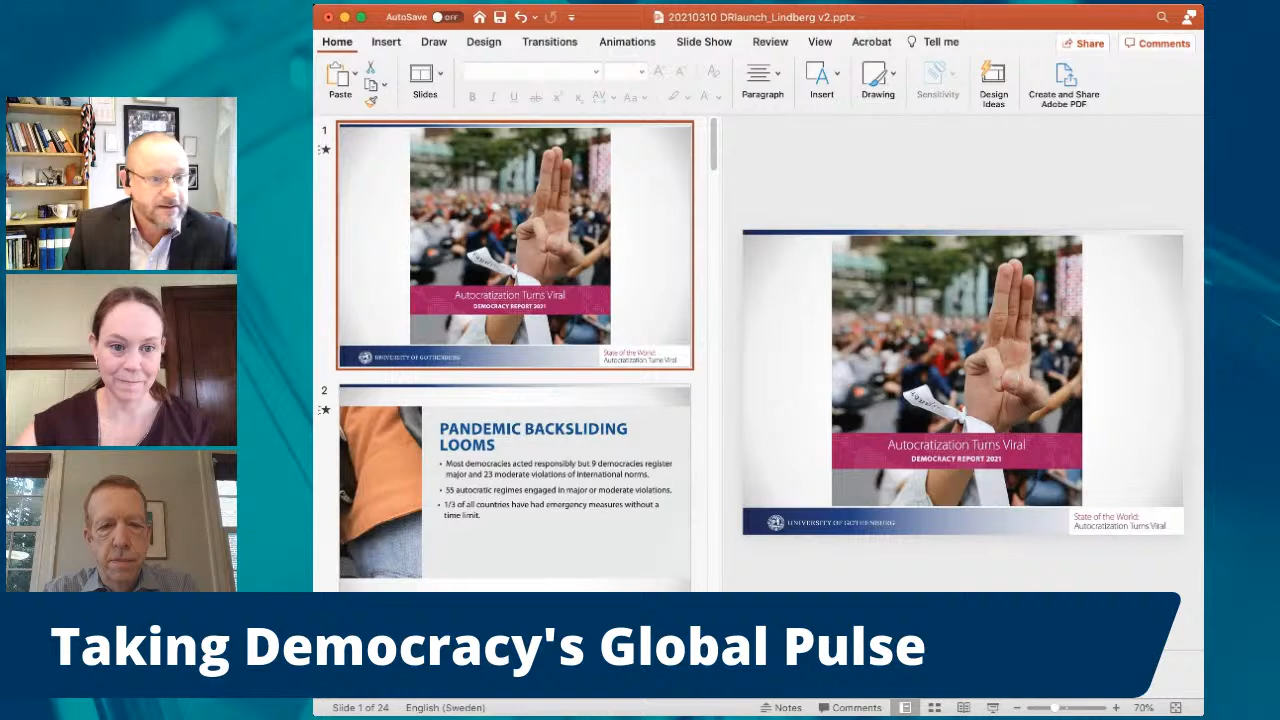 AutoSave
OFF
20210310 DRlaunch_Lindberg v2.pptx
Home
Insert
Draw
Design
Transitions
Animations
Slide Show
Review
View
Acrobat
Tell me
Share
Comments
Paste
Slides
B
I
U
ab
AV
Aa
Paragraph
Insert
Drawing
Sensitivity
Design
Ideas
Create and Share
Adobe PDF
1
Autocratization Turns Viral
DEMOCRACY REPORT 2021
UNIVERSITY OF GOTHENBURG
State of the World:
Autocratization Turns Viral
2
PANDEMIC BACKSLIDING
LOOMS
• Most democracies acted responsibly but 9 democracies register
major and 23 moderate violations of international norms.
• 55 autocratic regimes engaged in major or moderate violations.
• 1/3 of all countries have had emergency measures without a
time limit.
Autocratization Turns Viral
DEMOCRACY REPORT 2021
UNIVERSITY OF GOTHENBURG
State of the World:
Autocratization Turns Viral
Taking Democracy's Global Pulse
Slide 1 of 24
English (Sweden)
Notes
Comments
70%